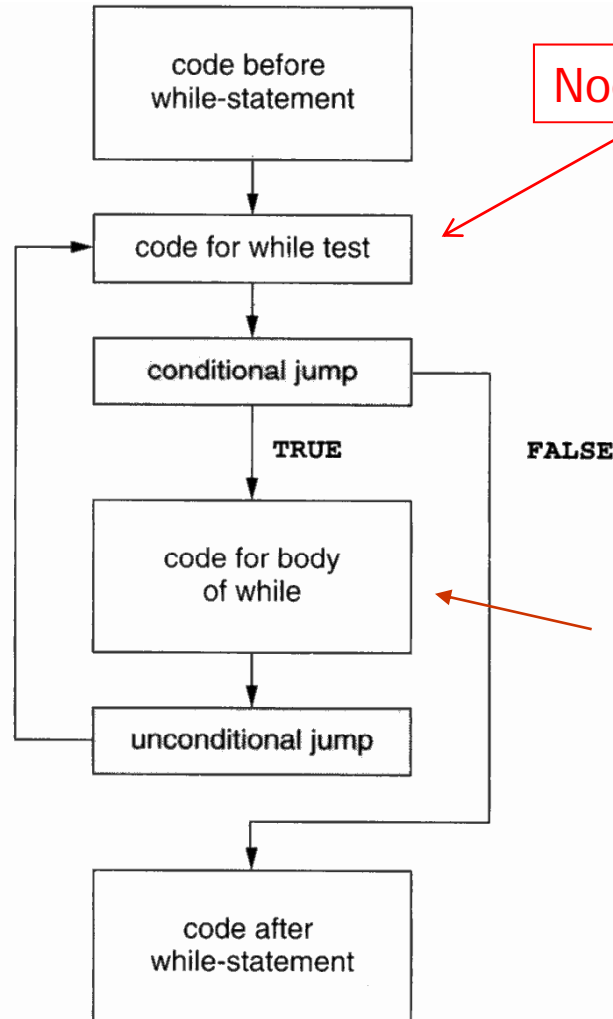 code before
while-statement
code for while test
conditional jump
TRUE
FALSE
code for body
of while
unconditional jump
code after
while-statement